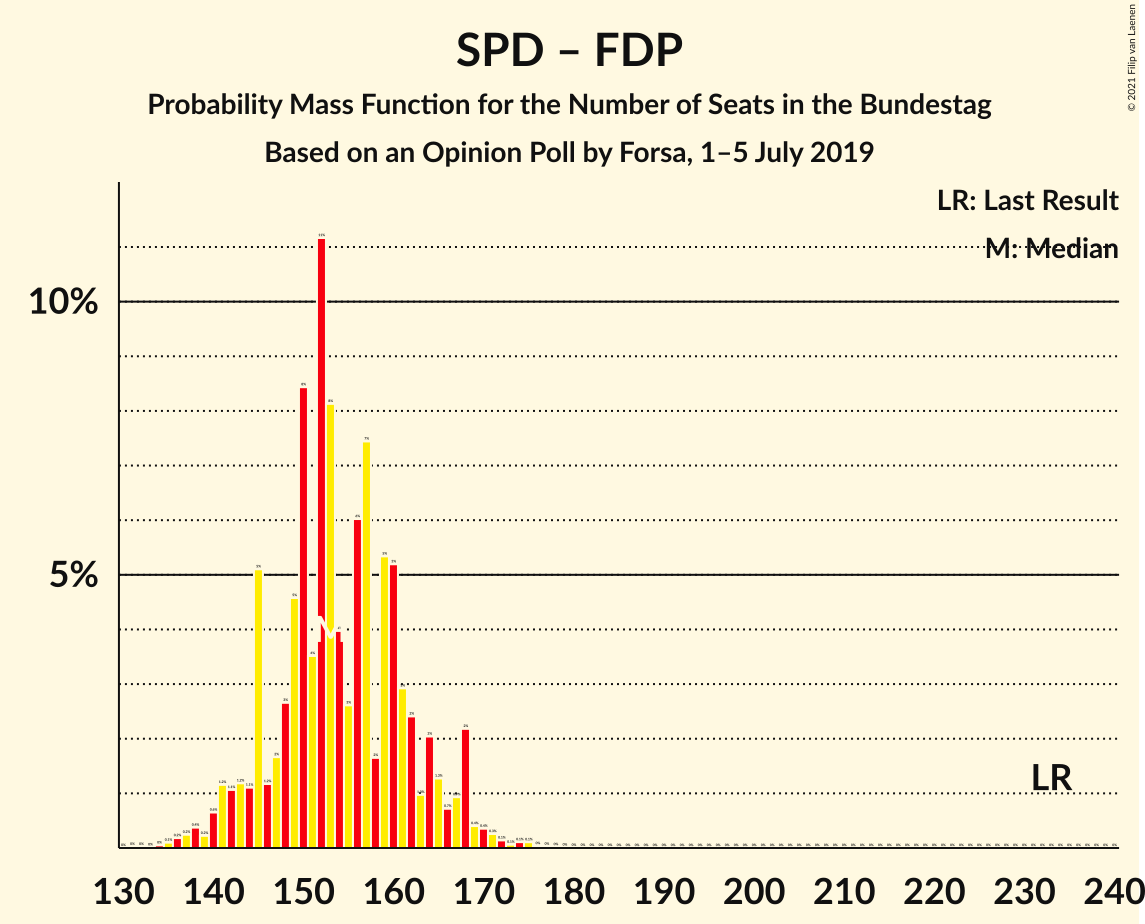 SPD – FDP
Probability Mass Function for the Number of Seats in the Bundestag
Based on an Opinion Poll by Forsa, 1–5 July 2019
© 2021 Filip van Laenen
LR: Last Result
M: Median
10%
5%
M
LR
130 140 150 160 170 180 190 200 210 220 230 240